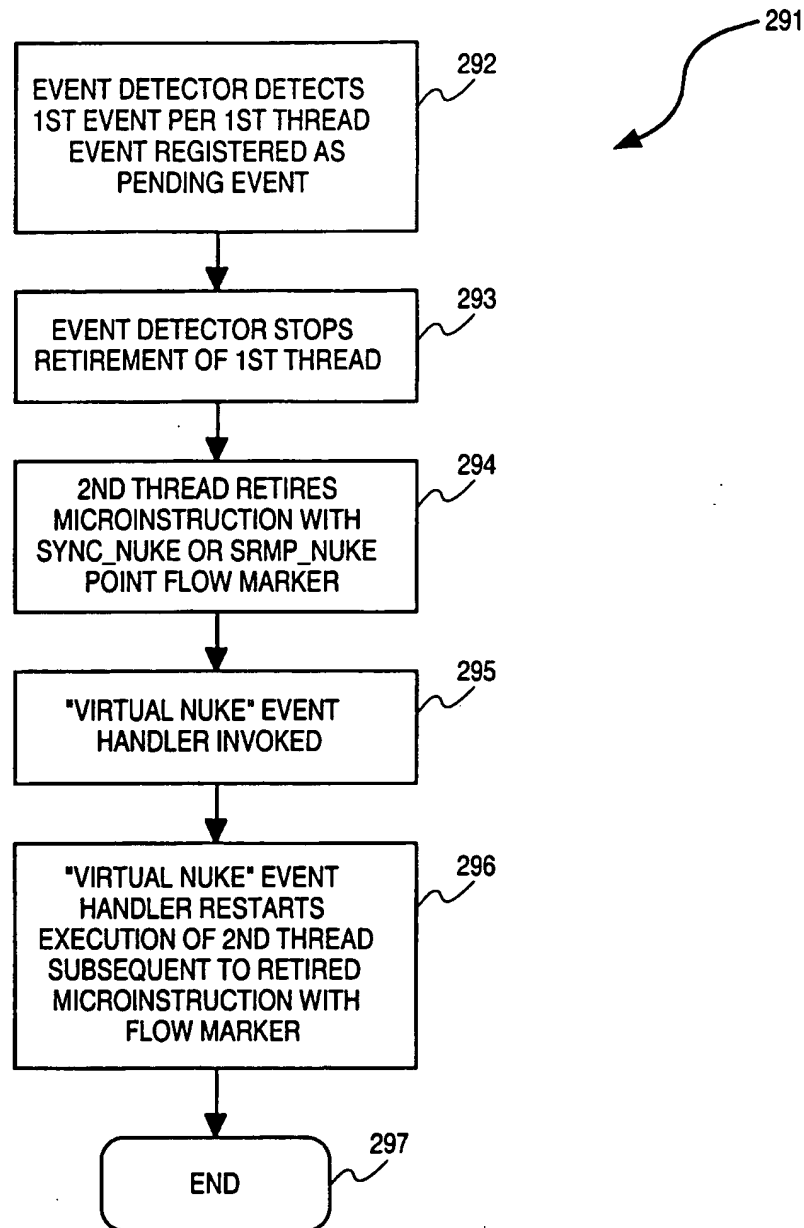 291
292
EVENT DETECTOR DETECTS
1ST EVENT PER 1ST THREAD
EVENT REGISTERED AS
PENDING EVENT
293
EVENT DETECTOR STOPS
RETIREMENT OF 1ST THREAD
294
2ND THREAD RETIRES
MICROINSTRUCTION WITH
SYNC_NUKE OR SRMP_NUKE
POINT FLOW MARKER
295
"VIRTUAL NUKE" EVENT
HANDLER INVOKED
296
"VIRTUAL NUKE" EVENT
HANDLER RESTARTS
EXECUTION OF 2ND THREAD
SUBSEQUENT TO RETIRED
MICROINSTRUCTION WITH
FLOW MARKER
297
END